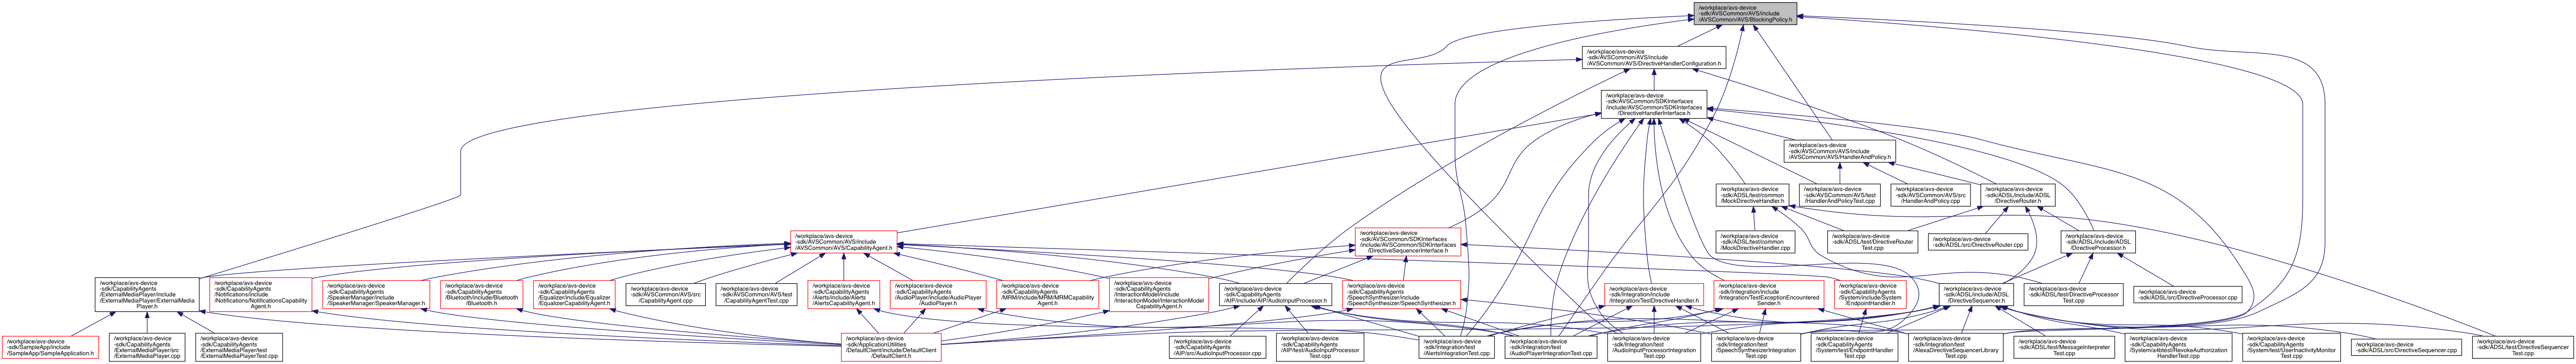 /workplace/avs-device
-sdk/AVSCommon/AVS/include
/AVSCommon/AVS/BlockingPolicy.h
/workplace/avs-device
-sdk/AVSCommon/AVS/include
/AVSCommon/AVS/DirectiveHandlerConfiguration.h
/workplace/avs-device
-sdk/AVSCommon/SDKInterfaces
/include/AVSCommon/SDKInterfaces
/DirectiveHandlerInterface.h
/workplace/avs-device
-sdk/AVSCommon/AVS/include
/AVSCommon/AVS/HandlerAndPolicy.h
/workplace/avs-device
-sdk/ADSL/test/common
/MockDirectiveHandler.h
/workplace/avs-device
-sdk/AVSCommon/AVS/test
/HandlerAndPolicyTest.cpp
/workplace/avs-device
-sdk/AVSCommon/AVS/src
/HandlerAndPolicy.cpp
/workplace/avs-device
-sdk/ADSL/include/ADSL
/DirectiveRouter.h
/workplace/avs-device
-sdk/AVSCommon/AVS/include
/AVSCommon/AVS/CapabilityAgent.h
/workplace/avs-device
-sdk/AVSCommon/SDKInterfaces
/include/AVSCommon/SDKInterfaces
/DirectiveSequencerInterface.h
/workplace/avs-device
-sdk/ADSL/test/common
/MockDirectiveHandler.cpp
/workplace/avs-device
-sdk/ADSL/test/DirectiveRouter
Test.cpp
/workplace/avs-device
-sdk/ADSL/src/DirectiveRouter.cpp
/workplace/avs-device
-sdk/ADSL/include/ADSL
/DirectiveProcessor.h
/workplace/avs-device
-sdk/CapabilityAgents
/ExternalMediaPlayer/include
/ExternalMediaPlayer/ExternalMedia
Player.h
/workplace/avs-device
-sdk/CapabilityAgents
/Notifications/include
/Notifications/NotificationsCapability
Agent.h
/workplace/avs-device
-sdk/CapabilityAgents
/SpeakerManager/include
/SpeakerManager/SpeakerManager.h
/workplace/avs-device
-sdk/CapabilityAgents
/Bluetooth/include/Bluetooth
/Bluetooth.h
/workplace/avs-device
-sdk/CapabilityAgents
/Equalizer/include/Equalizer
/EqualizerCapabilityAgent.h
/workplace/avs-device
-sdk/AVSCommon/AVS/src
/CapabilityAgent.cpp
/workplace/avs-device
-sdk/AVSCommon/AVS/test
/CapabilityAgentTest.cpp
/workplace/avs-device
-sdk/CapabilityAgents
/Alerts/include/Alerts
/AlertsCapabilityAgent.h
/workplace/avs-device
-sdk/CapabilityAgents
/AudioPlayer/include/AudioPlayer
/AudioPlayer.h
/workplace/avs-device
-sdk/CapabilityAgents
/MRM/include/MRM/MRMCapability
Agent.h
/workplace/avs-device
-sdk/CapabilityAgents
/InteractionModel/include
/InteractionModel/InteractionModel
CapabilityAgent.h
/workplace/avs-device
-sdk/CapabilityAgents
/AIP/include/AIP/AudioInputProcessor.h
/workplace/avs-device
-sdk/CapabilityAgents
/SpeechSynthesizer/include
/SpeechSynthesizer/SpeechSynthesizer.h
/workplace/avs-device
-sdk/Integration/include
/Integration/TestDirectiveHandler.h
/workplace/avs-device
-sdk/Integration/include
/Integration/TestExceptionEncountered
Sender.h
/workplace/avs-device
-sdk/CapabilityAgents
/System/include/System
/EndpointHandler.h
/workplace/avs-device
-sdk/ADSL/include/ADSL
/DirectiveSequencer.h
/workplace/avs-device
-sdk/ADSL/test/DirectiveProcessor
Test.cpp
/workplace/avs-device
-sdk/ADSL/src/DirectiveProcessor.cpp
/workplace/avs-device
-sdk/SampleApp/include
/SampleApp/SampleApplication.h
/workplace/avs-device
-sdk/CapabilityAgents
/ExternalMediaPlayer/src
/ExternalMediaPlayer.cpp
/workplace/avs-device
-sdk/CapabilityAgents
/ExternalMediaPlayer/test
/ExternalMediaPlayerTest.cpp
/workplace/avs-device
-sdk/ApplicationUtilities
/DefaultClient/include/DefaultClient
/DefaultClient.h
/workplace/avs-device
-sdk/CapabilityAgents
/AIP/src/AudioInputProcessor.cpp
/workplace/avs-device
-sdk/CapabilityAgents
/AIP/test/AudioInputProcessor
Test.cpp
/workplace/avs-device
-sdk/Integration/test
/AlertsIntegrationTest.cpp
/workplace/avs-device
-sdk/Integration/test
/AudioPlayerIntegrationTest.cpp
/workplace/avs-device
-sdk/Integration/test
/AudioInputProcessorIntegration
Test.cpp
/workplace/avs-device
-sdk/Integration/test
/SpeechSynthesizerIntegration
Test.cpp
/workplace/avs-device
-sdk/CapabilityAgents
/System/test/EndpointHandler
Test.cpp
/workplace/avs-device
-sdk/Integration/test
/AlexaDirectiveSequencerLibrary
Test.cpp
/workplace/avs-device
-sdk/ADSL/test/MessageInterpreter
Test.cpp
/workplace/avs-device
-sdk/CapabilityAgents
/System/a4btest/RevokeAuthorization
HandlerTest.cpp
/workplace/avs-device
-sdk/CapabilityAgents
/System/test/UserInactivityMonitor
Test.cpp
/workplace/avs-device
-sdk/ADSL/src/DirectiveSequencer.cpp
/workplace/avs-device
-sdk/ADSL/test/DirectiveSequencer
Test.cpp